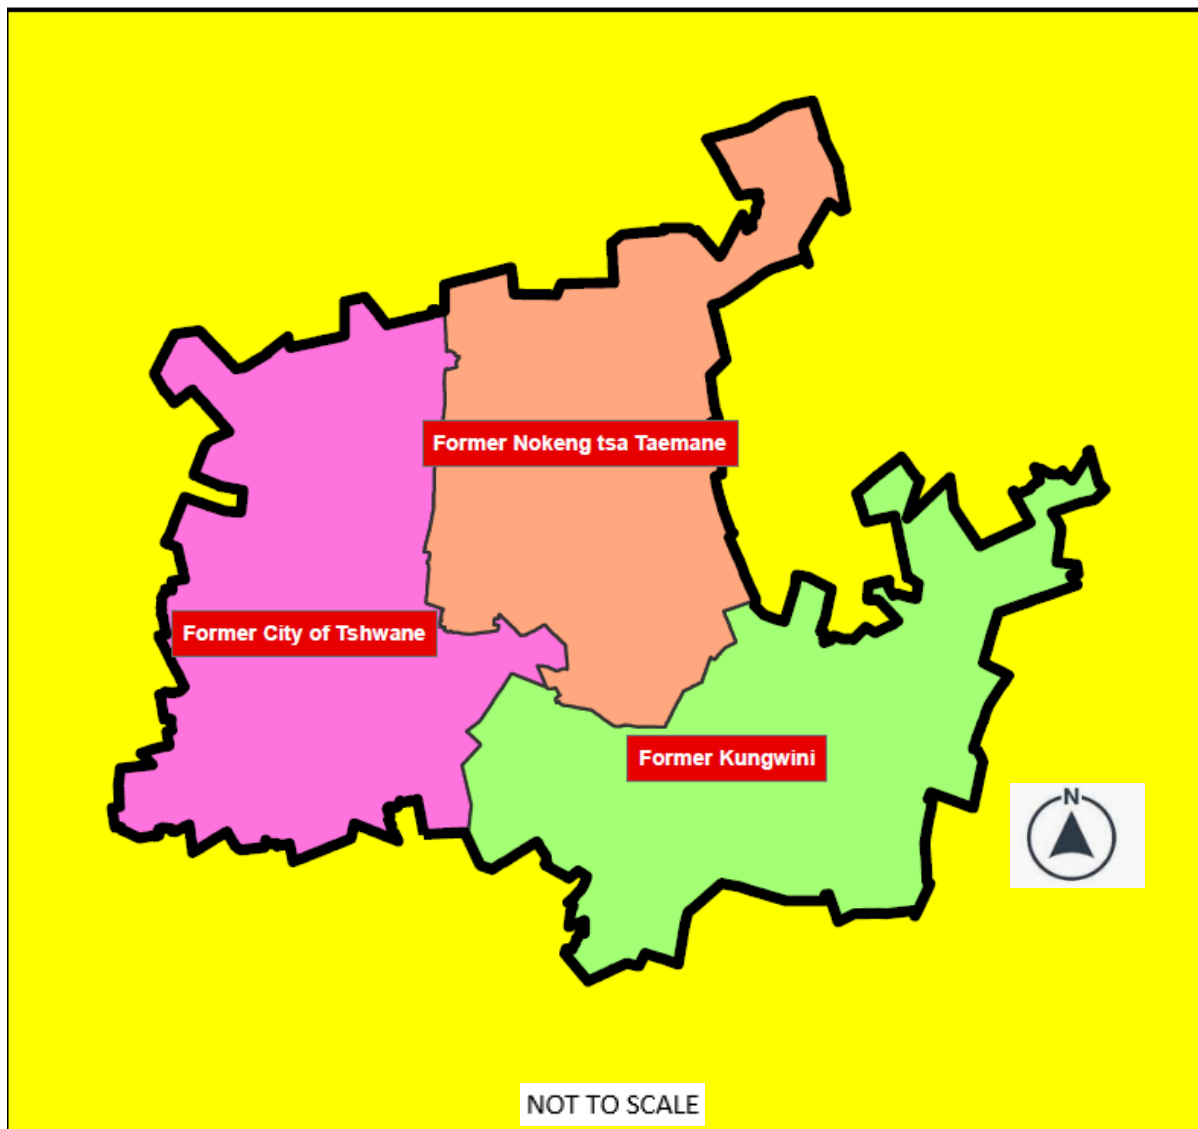 Former Nokeng tsa Taemane
Former City of Tshwane
Former Kungwini
N
NOT TO SCALE